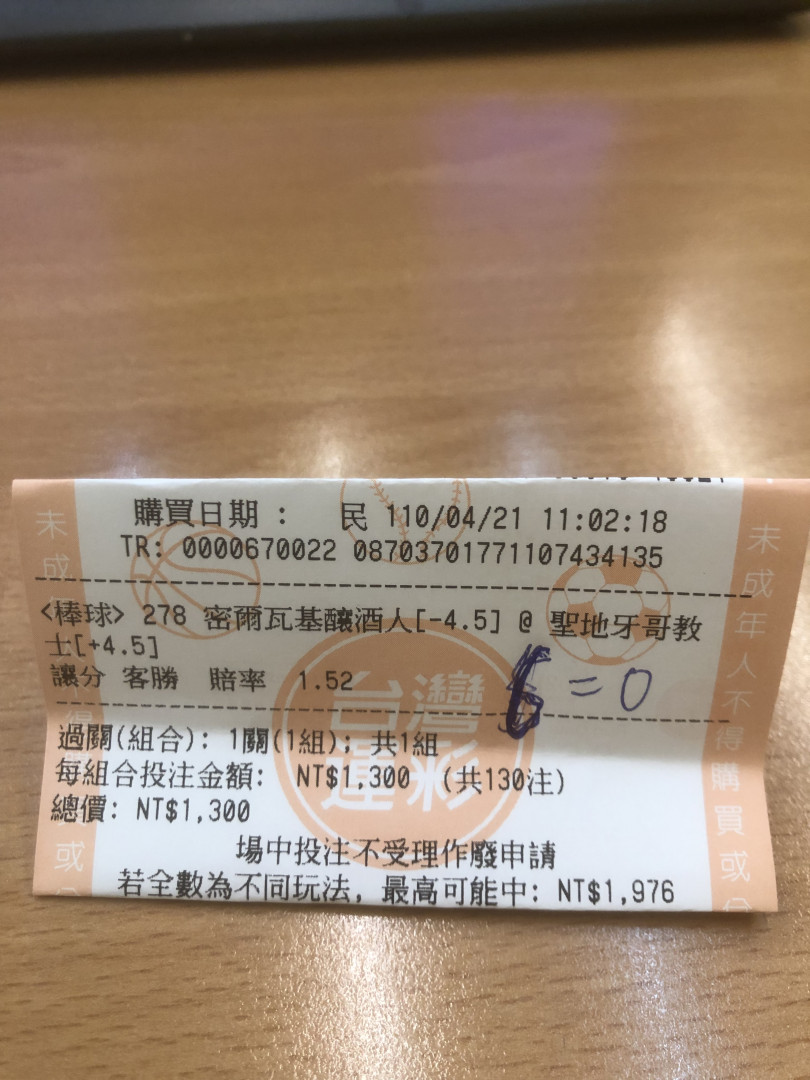 購買日期： 民 110/04/21 11:02:18
TR: 0000670022 08703701771107434135
<棒球> 278 密爾瓦基釀酒人[-4.5] @ 聖地牙哥教
士[+4.5]
讓分 客勝 賠率 1.52
= 0
過關(組合): 1關(1組); 共1組
每組合投注金額: NT$1,300 (共130注)
總價: NT$1,300
場中投注不受理作廢申請
若全數為不同玩法, 最高可能中: NT$1,976
台灣
運彩
未成
未成年人不得購買或